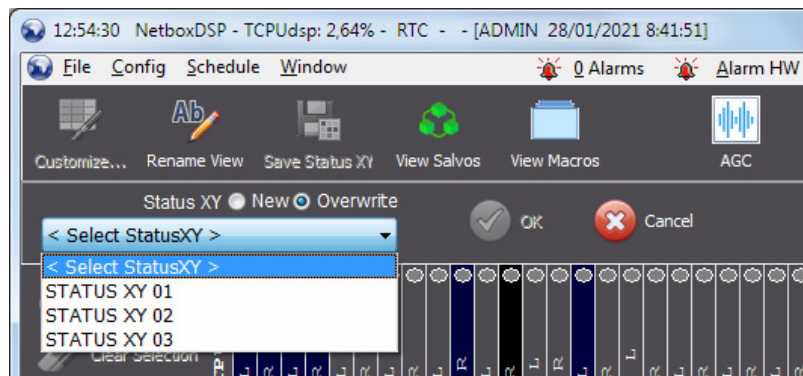 12:54:30 NetboxDSP - TCPUdsp: 2,64% - RTC - - [ADMIN 28/01/2021 8:41:51]
File Config Schedule Window 0 Alarms Alarm HW
Customize... Rename View Save Status XY View Salvos View Macros AGC
Status XY New Overwrite
< Select StatusXY > OK Cancel
< Select StatusXY >
STATUS XY 01
STATUS XY 02
STATUS XY 03
Clear Selection